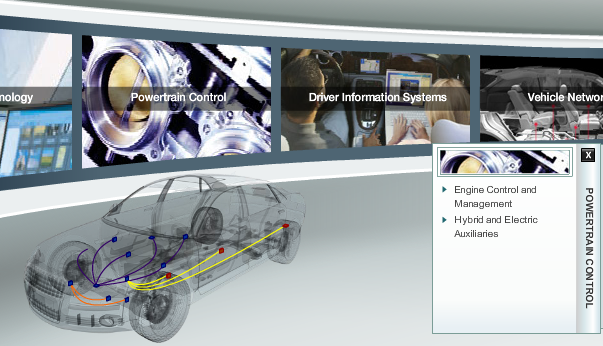 nology
Powertrain Control
Driver Information Systems
Vehicle Networ
X
Engine Control and
Management
Hybrid and Electric
Auxiliaries
POWERTRAIN CONTROL